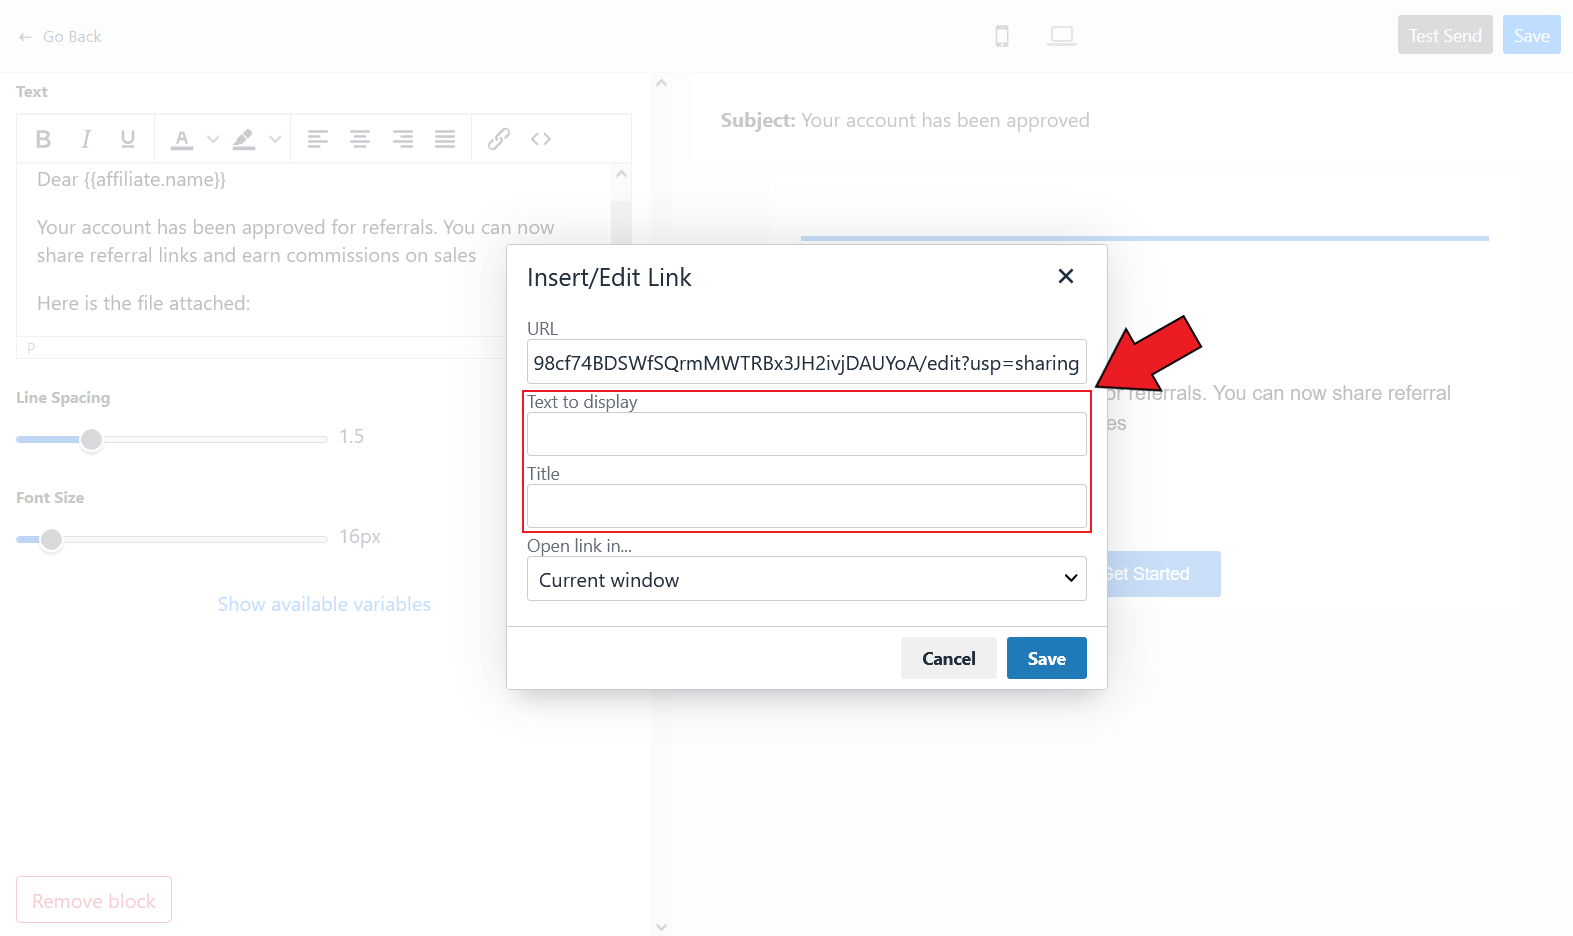 Go Back
Test Send
Save
Text
Subject: Your account has been approved
B I U A
Dear {{affiliate.name}}
Your account has been approved for referrals. You can now
share referral links and earn commissions on sales
Here is the file attached:
P
Insert/Edit Link
URL
98cf74BDSWfSQrmMWTRBx3JH2ivjDAUYoA/edit?usp=sharing
Text to display
Title
Open link in...
Current window
Cancel
Save
or referrals. You can now share referral
es
Get Started
Line Spacing
1.5
Font Size
16px
Show available variables
Remove block